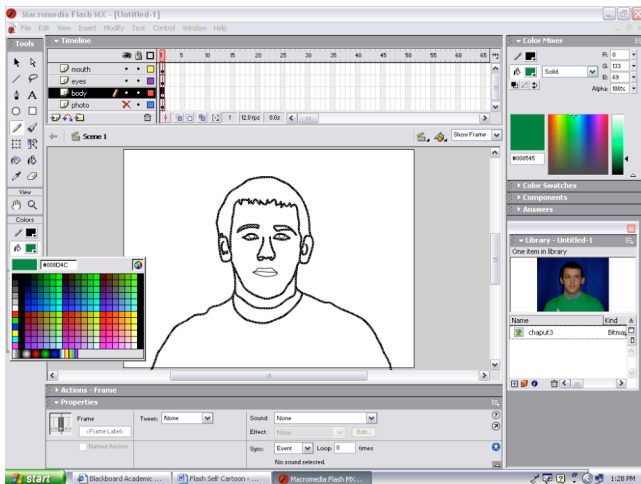 Macromedia Flash MX - [Untitled-1]
File Edit View Insert Modify Text Control Window Help
Tools
Timeline
1 5 10 15 20 25 30 35 40 45 50 55 60 65
mouth
eyes
body
photo
1 12.0 fps 0.0s
Scene 1
Show Frame
View
Colors
#008D4C
Color Mixer
Solid
R: 0
G: 133
B: 69
Alpha: 100%
#008545
Color Swatches
Components
Answers
Library - Untitled-1
One item in library
Name Kind
chaput3 Bitmap
Actions - Frame
Properties
Frame
<Frame Label>
Named Anchor
Tween: None
Sound: None
Effect: None Edit...
Sync: Event Loop: 0 times
No sound selected.
start
Blackboard Academic ...
Flash Self Cartoon - ...
Macromedia Flash MX...
1:28 PM